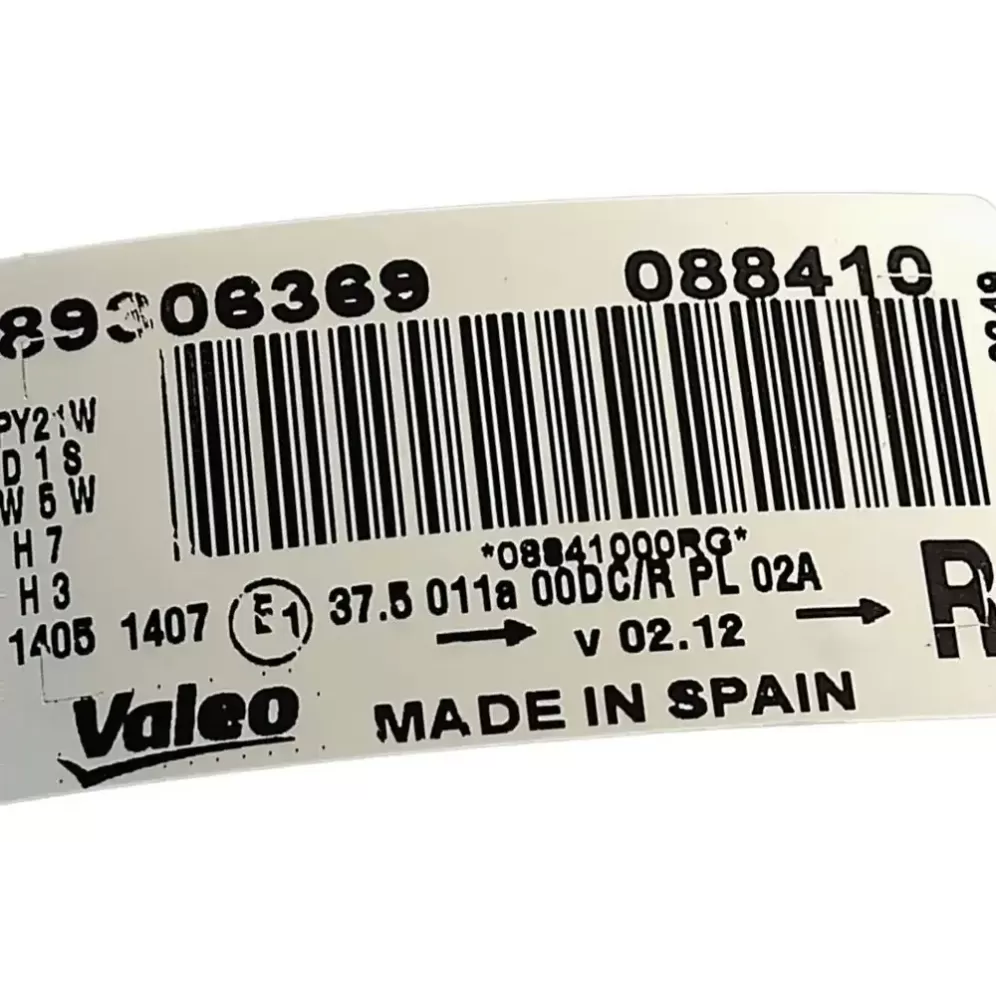 89306369 088410
PY21W
D1S
W5W
H7
H3
*08841000RG*
1405 1407 E1 37.5 011a 00DC/R PL 02A
→ v 02.12 →
Valeo MADE IN SPAIN